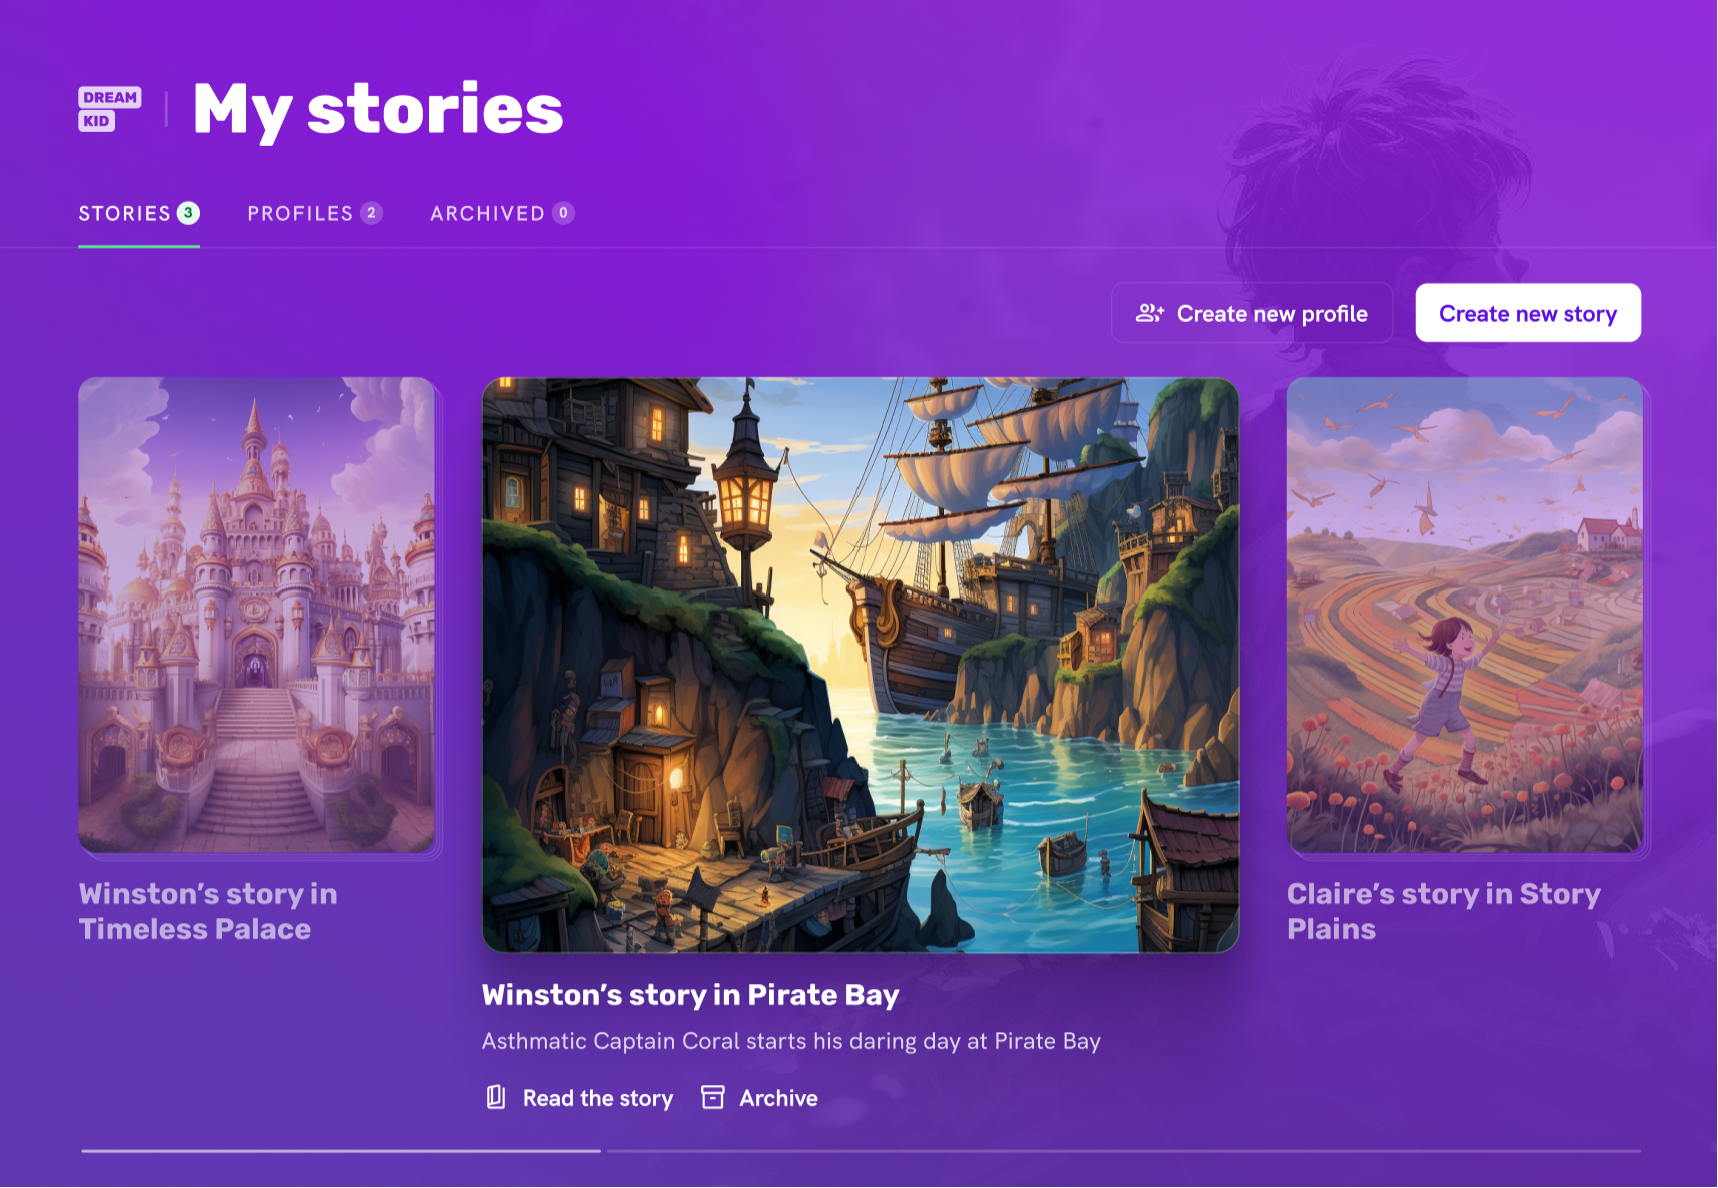 DREAM
KID
My stories
STORIES 3
PROFILES 2
ARCHIVED 0
Create new profile
Create new story
Winston’s story in
Timeless Palace
Winston’s story in Pirate Bay
Asthmatic Captain Coral starts his daring day at Pirate Bay
Read the story
Archive
Claire’s story in Story
Plains